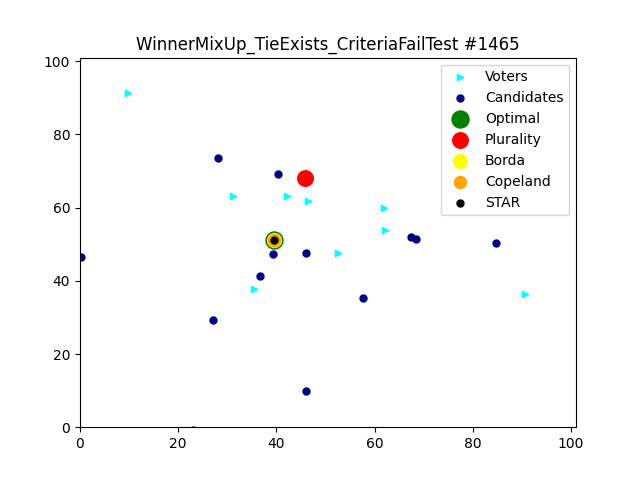 WinnerMixUp_TieExists_CriteriaFailTest #1465
100
80
60
40
20
0
0 20 40 60 80 100
Voters
Candidates
Optimal
Plurality
Borda
Copeland
STAR